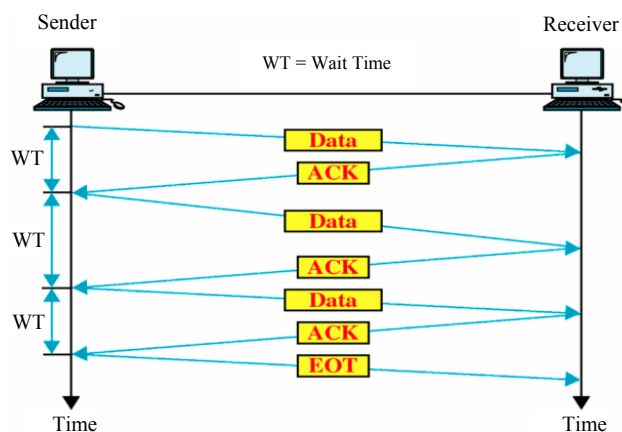 Sender
Receiver
WT = Wait Time
Data
WT
ACK
Data
WT
ACK
Data
WT
ACK
EOT
Time
Time